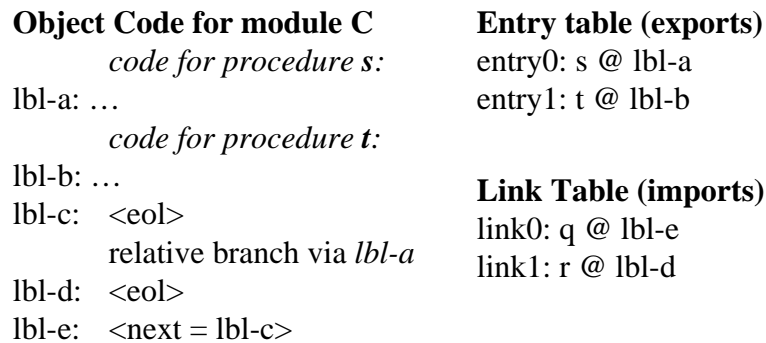 Object Code for module C
code for procedure s:
lbl-a: …
code for procedure t:
lbl-b: …
lbl-c: <eol>
relative branch via lbl-a
lbl-d: <eol>
lbl-e: <next = lbl-c>
Entry table (exports)
entry0: s @ lbl-a
entry1: t @ lbl-b
Link Table (imports)
link0: q @ lbl-e
link1: r @ lbl-d